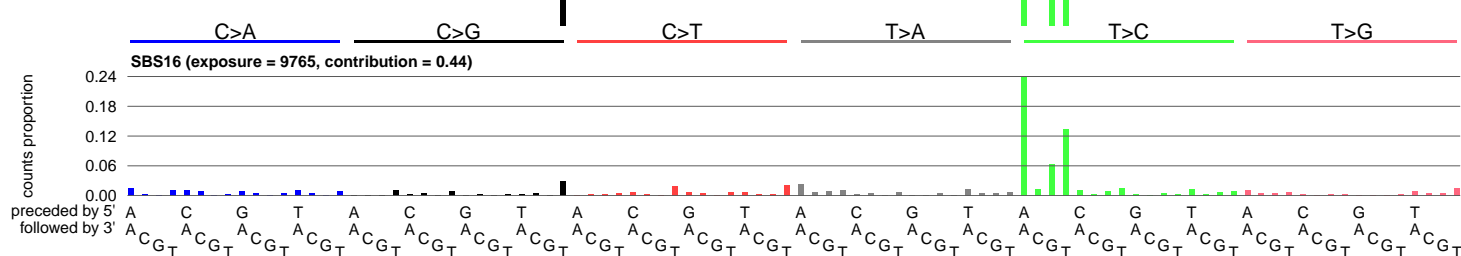 C>A C>G C>T T>A T>C T>G
SBS16 (exposure = 9765, contribution = 0.44)
counts proportion
0.24
0.18
0.12
0.06
0.00
preceded by 5' A C G T A C G T A C G T A C G T A C G T A C G T
followed by 3' A C G T A C G T A C G T A C G T A C G T A C G T A C G T A C G T A C G T A C G T A C G T A C G T A C G T A C G T A C G T A C G T A C G T A C G T A C G T A C G T A C G T A C G T A C G T A C G T